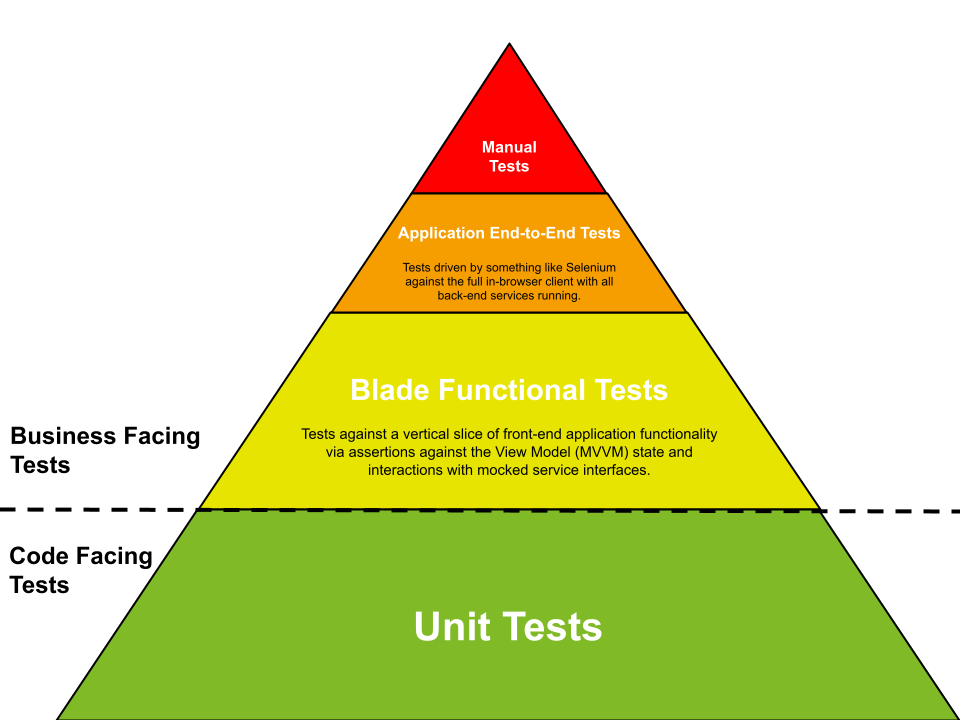 Manual
Tests
Application End-to-End Tests
Tests driven by something like Selenium
against the full in-browser client with all
back-end services running.
Blade Functional Tests
Tests against a vertical slice of front-end application functionality
via assertions against the View Model (MVVM) state and
interactions with mocked service interfaces.
Business Facing
Tests
Code Facing
Tests
Unit Tests